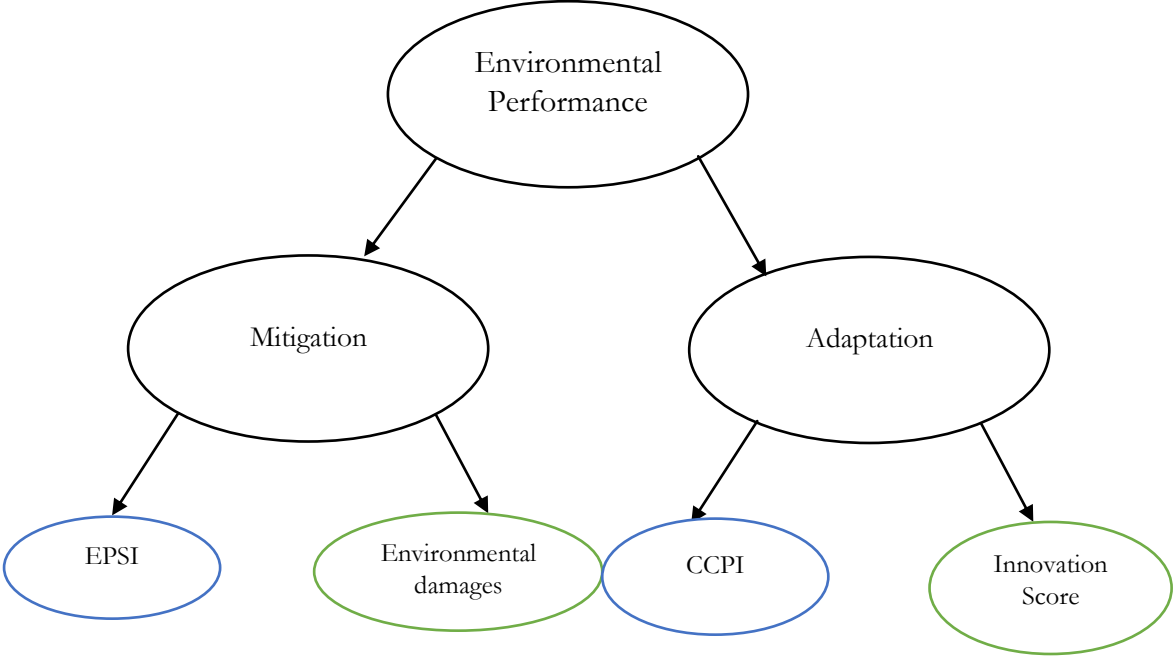 Environmental
Performance
Mitigation
Adaptation
EPSI
Environmental
damages
CCPI
Innovation
Score